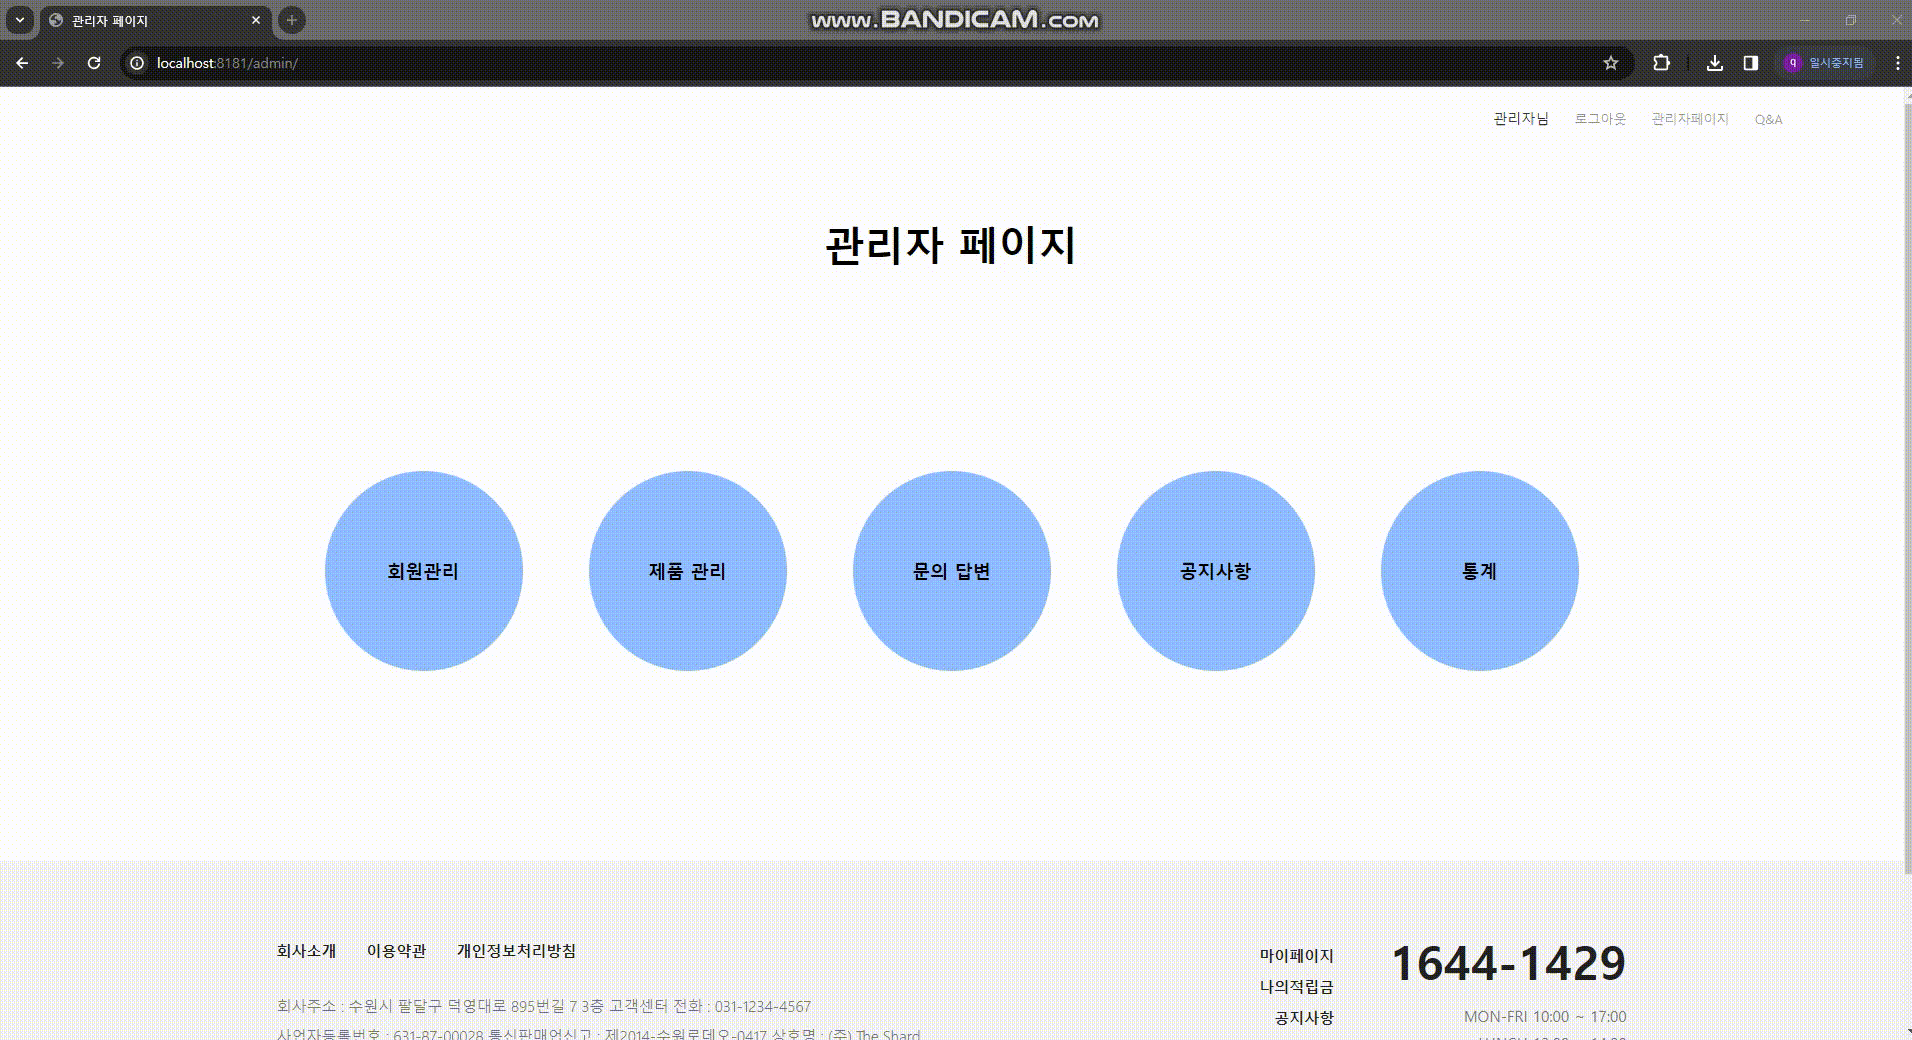 관리자 페이지
www.BANDICAM.com
localhost:8181/admin/
q 일시중지됨
관리자님 로그아웃 관리자페이지 Q&A
관리자 페이지
회원관리 제품 관리 문의 답변 공지사항 통계
회사소개 이용약관 개인정보처리방침
회사주소 : 수원시 팔달구 덕영대로 895번길 7 3층 고객센터 전화 : 031-1234-4567
사업자등록번호 : 631-87-00028 통신판매업신고 : 제2014-수원로데오-0417 상호명 : (주) The Shard
마이페이지
나의적립금
공지사항
1644-1429
MON-FRI 10:00 ~ 17:00